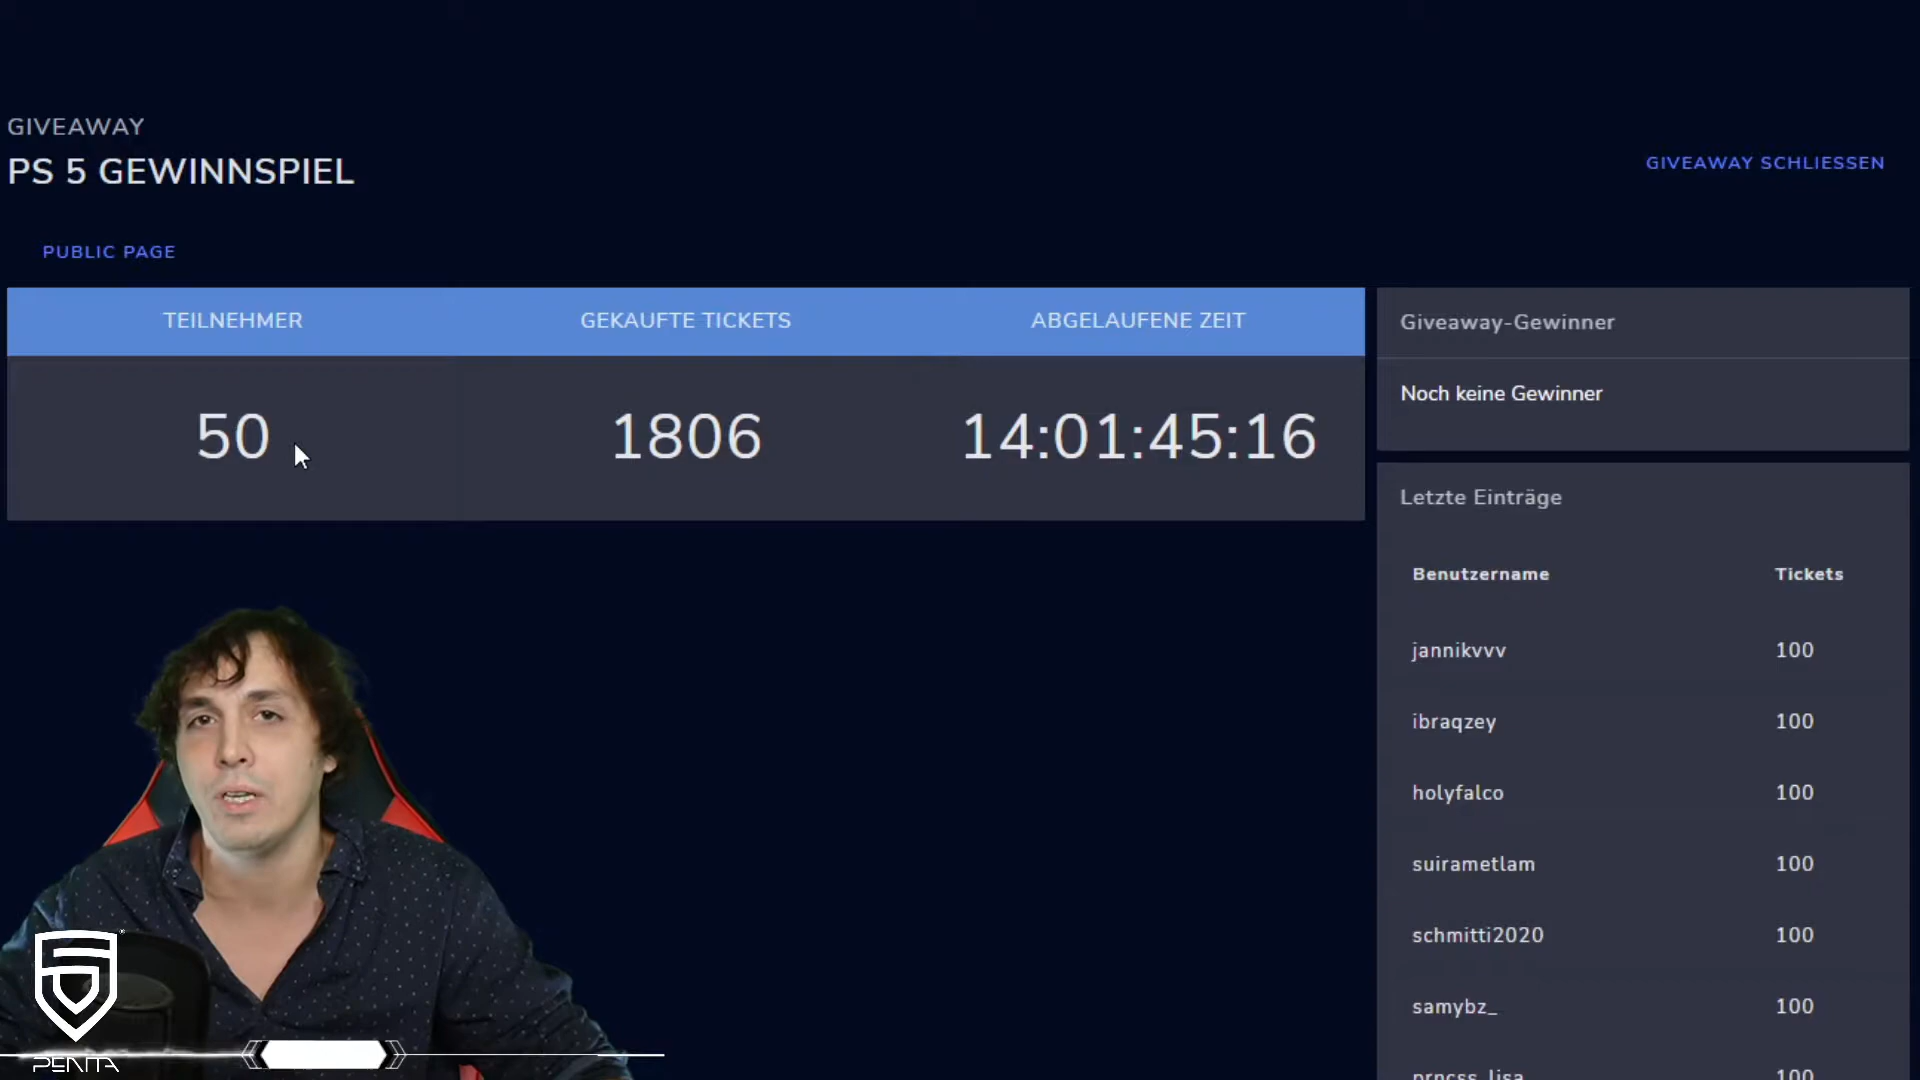 GIVEAWAY
PS 5 GEWINNSPIEL
GIVEAWAY SCHLIESSEN
PUBLIC PAGE
TEILNEHMER
GEKAUFTE TICKETS
ABGELAUFENE ZEIT
50
1806
14:01:45:16
Giveaway-Gewinner
Noch keine Gewinner
Letzte Einträge
Benutzername Tickets
jannikvvv 100
ibraqzey 100
holyfalco 100
suirametlam 100
schmitti2020 100
samybz_ 100
prncss_lisa 100
PENTA